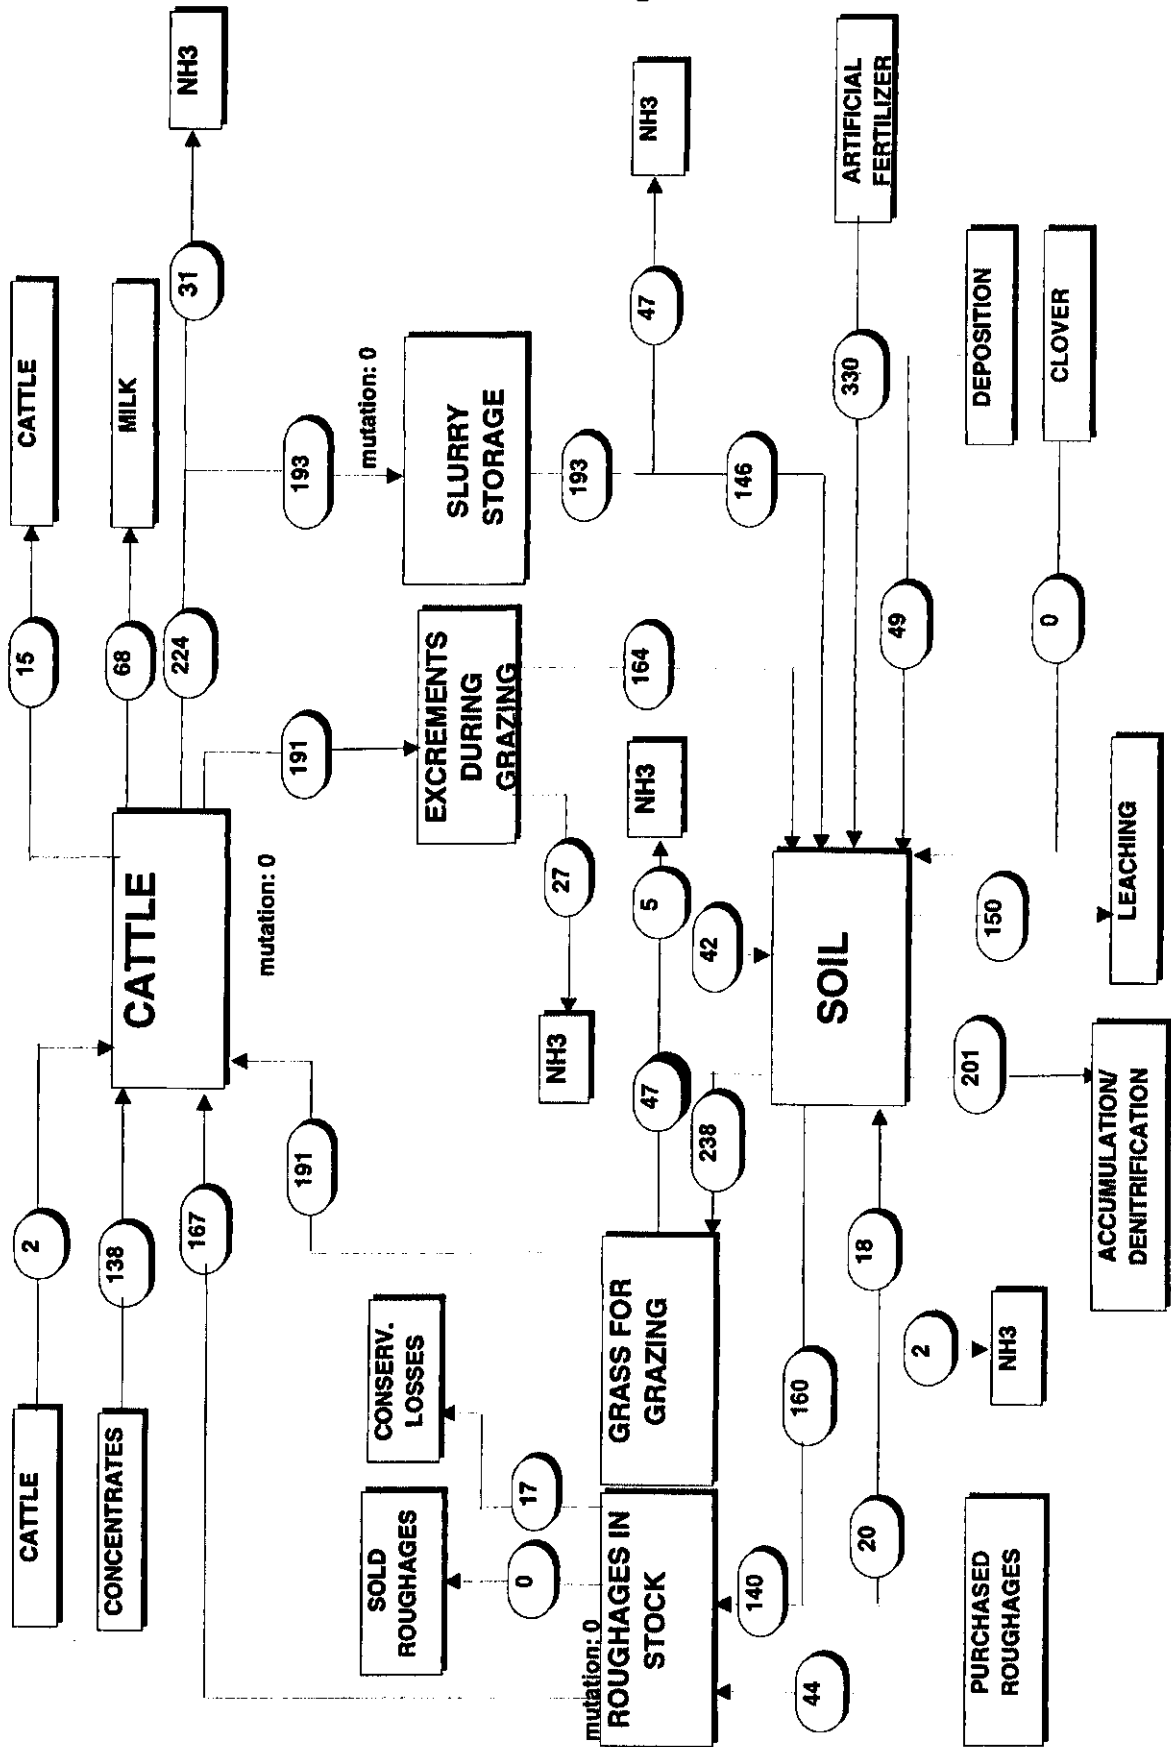 CATTLE
15
CATTLE
2
CONCENTRATES
138
MILK
68
NH3
31
224
167
CATTLE
mutation: 0
191
191
193
mutation: 0
SLURRY
STORAGE
EXCREMENTS
DURING
GRAZING
CONSERV.
LOSSES
SOLD
ROUGHAGES
17
0
27
NH3
193
mutation: 0
ROUGHAGES IN
STOCK
GRASS FOR
GRAZING
47
5
NH3
164
47
NH3
238
42
146
140
44
160
SOIL
330
ARTIFICIAL
FERTILIZER
20
18
49
2
NH3
201
150
DEPOSITION
PURCHASED
ROUGHAGES
0
CLOVER
ACCUMULATION/
DENITRIFICATION
LEACHING